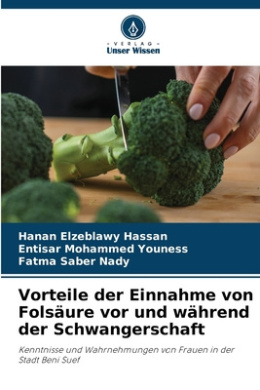 VERLAG
Unser Wissen
Hanan Elzeblawy Hassan
Entisar Mohammed Youness
Fatma Saber Nady
Vorteile der Einnahme von
Folsäure vor und während
der Schwangerschaft
Kenntnisse und Wahrnehmungen von Frauen in der
Stadt Beni Suef